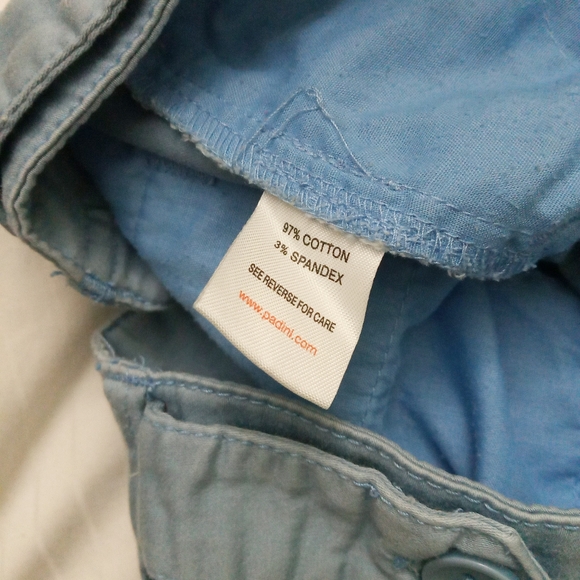 97% COTTON
3% SPANDEX
SEE REVERSE FOR CARE
www.padini.com